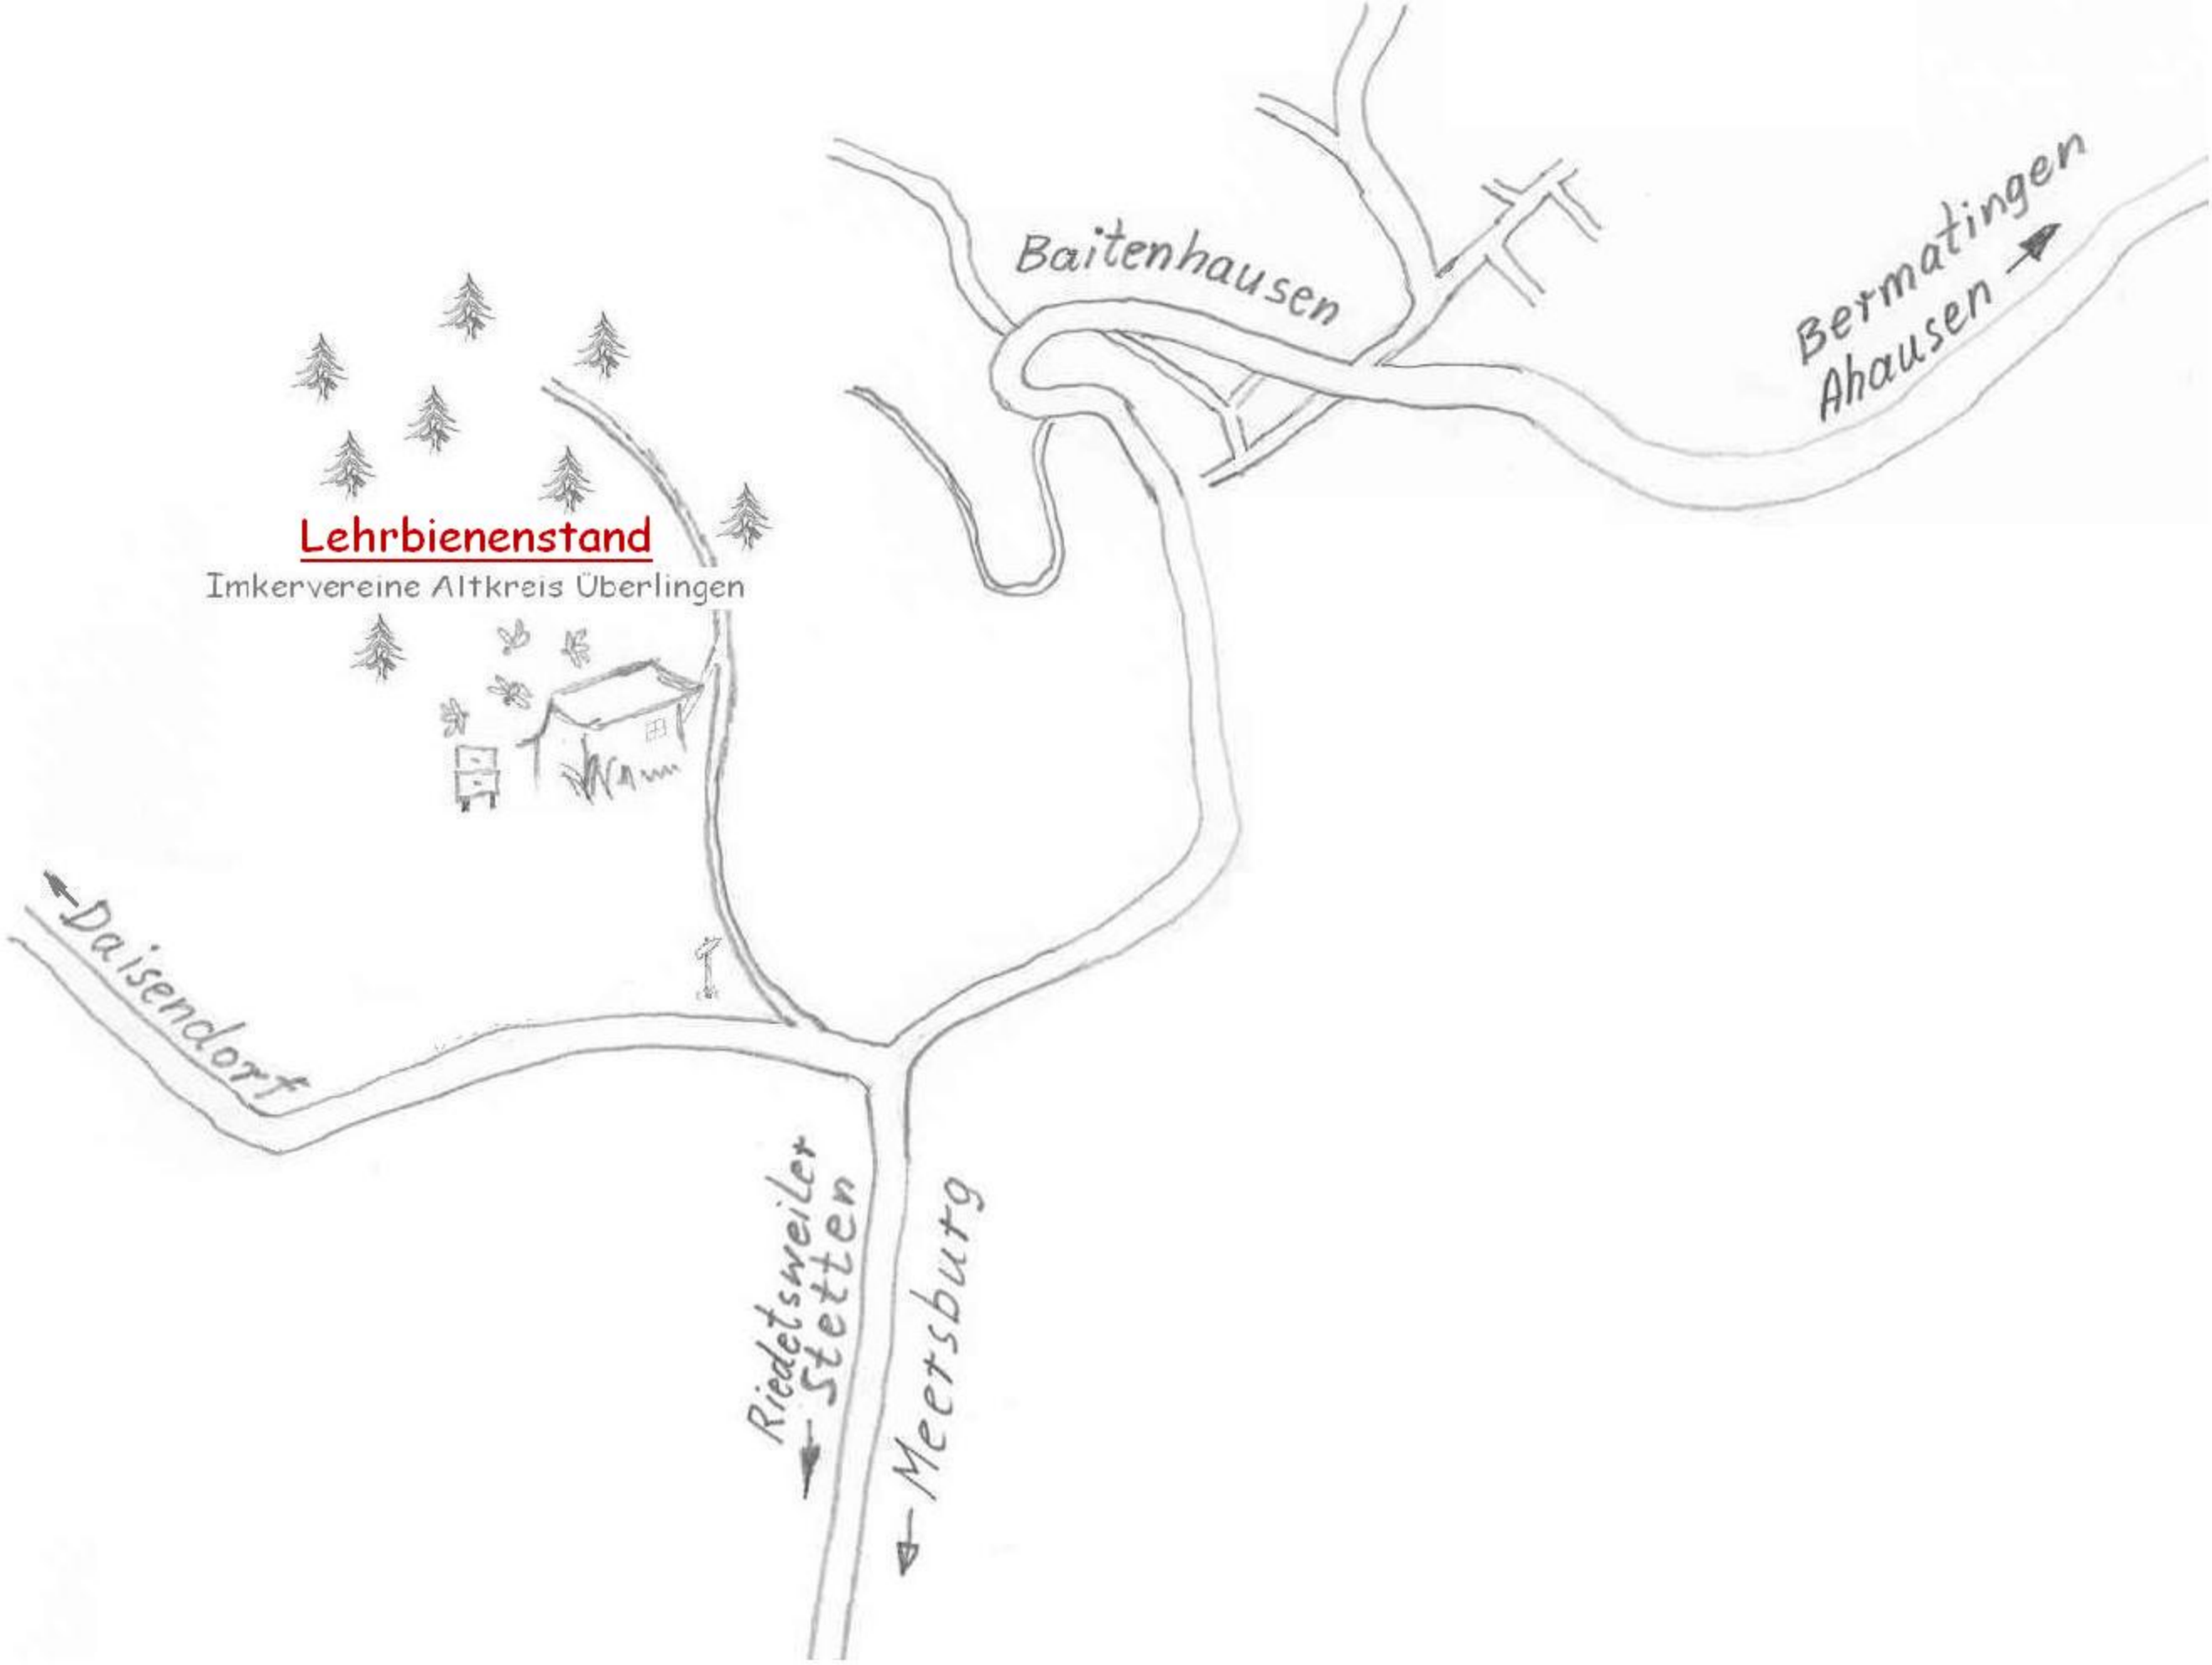 Baitenhausen
Bermatingen
Ahausen
Lehrbienenstand
Imkervereine Altkreis Überlingen
Daisendorf
Riedetsweiler
Stetten
Meersburg